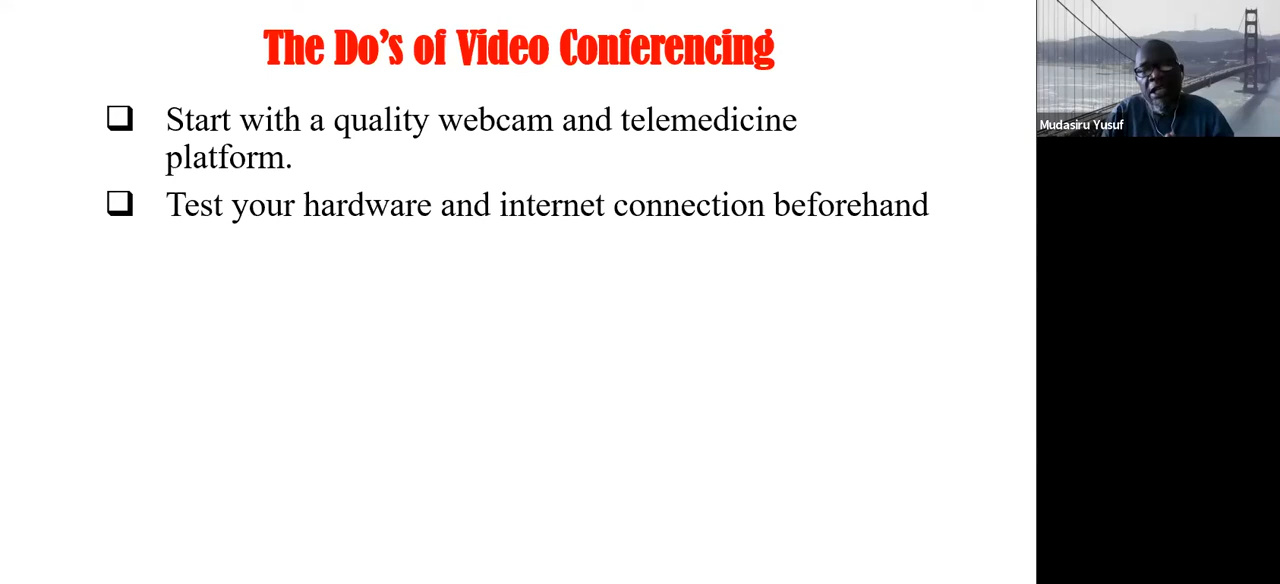 The Do's of Video Conferencing
Start with a quality webcam and telemedicine
platform.
Test your hardware and internet connection beforehand
Mudasiru Yusuf